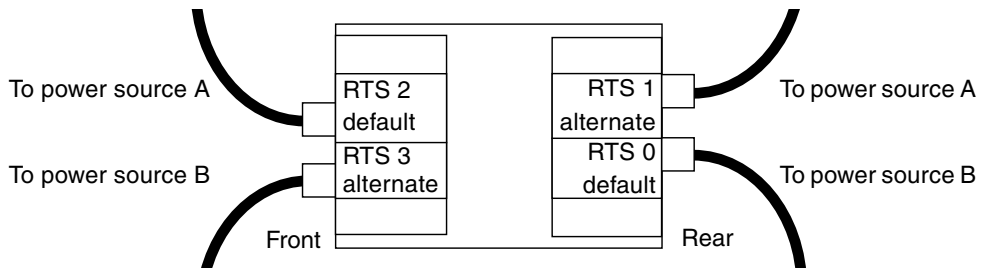 To power source A
RTS 2
default
RTS 1
alternate
To power source A
To power source B
RTS 3
alternate
RTS 0
default
To power source B
Front
Rear